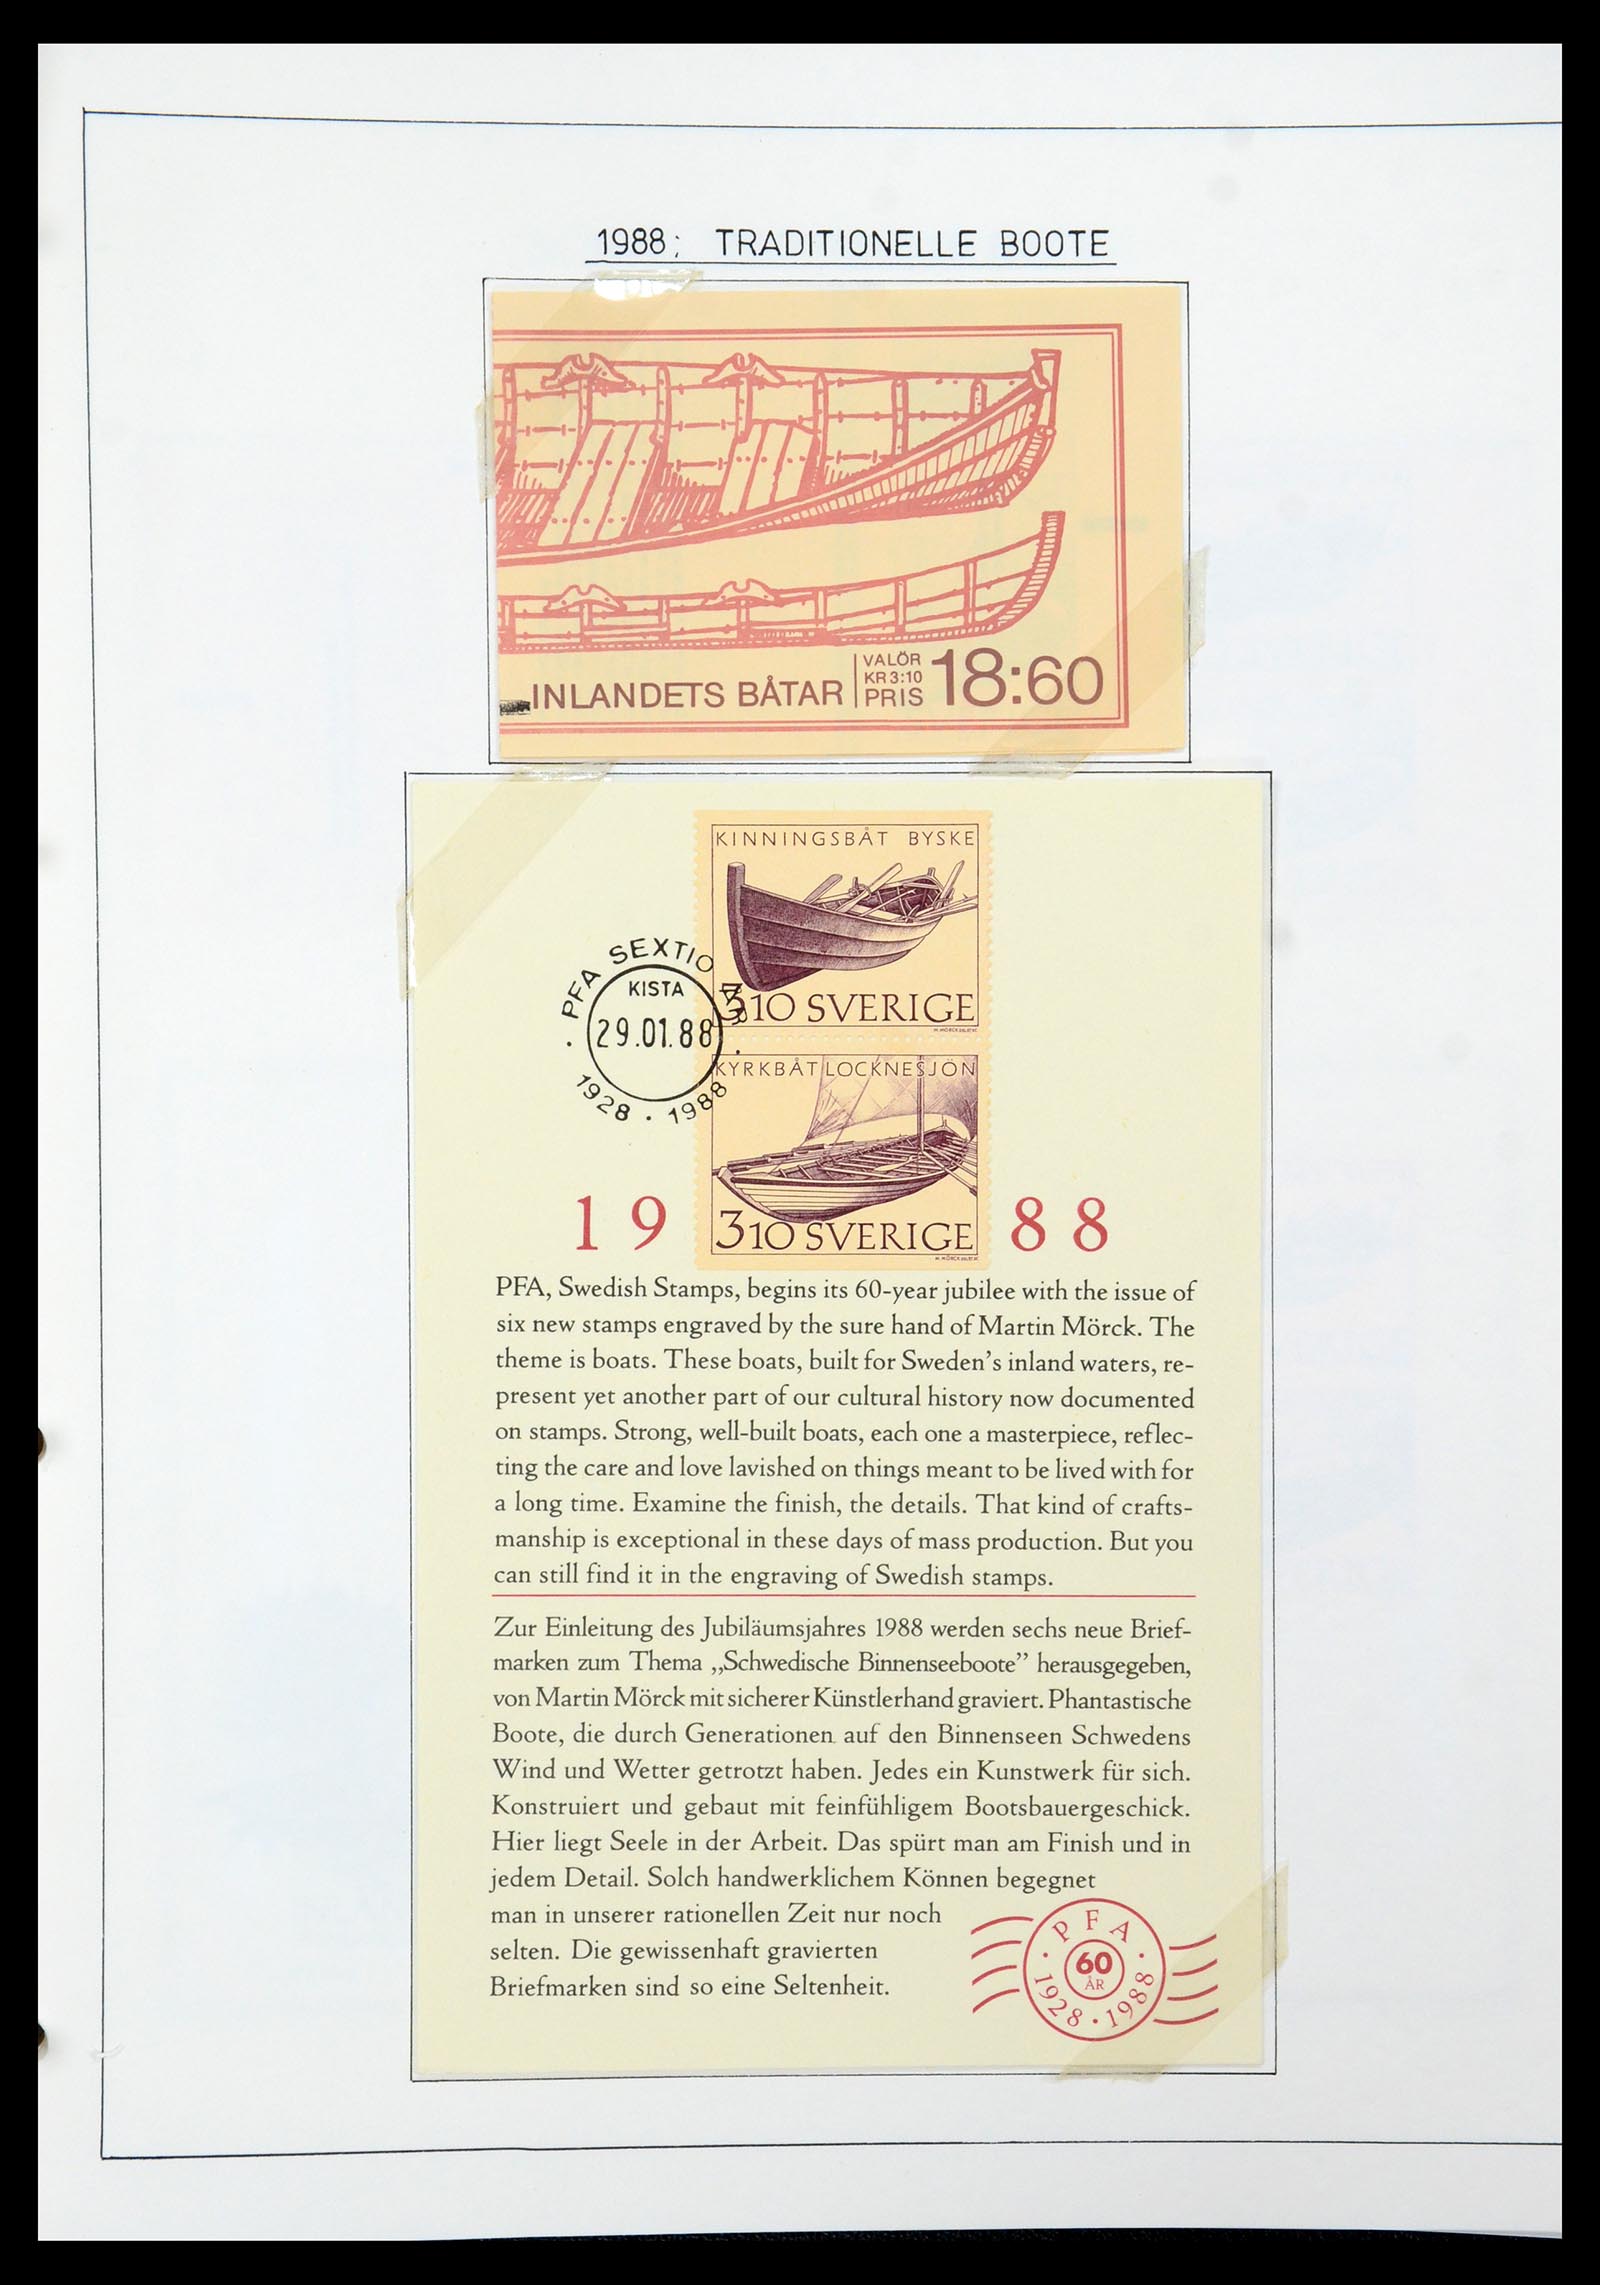 1988; TRADITIONELLE BOOTE
INLANDETS BÅTAR
VALÖR
KR 3:10
PRIS
18:60
KINNINGSBÅT BYSKE
310 SVERIGE
PFA SEXTIO ÅR
KISTA
29.01.88
1928 · 1988
KYRKBÅT LOCKNESJÖN
310 SVERIGE
1988
PFA, Swedish Stamps, begins its 60-year jubilee with the issue of
six new stamps engraved by the sure hand of Martin Mörck. The
theme is boats. These boats, built for Sweden's inland waters, re-
present yet another part of our cultural history now documented
on stamps. Strong, well-built boats, each one a masterpiece, reflec-
ting the care and love lavished on things meant to be lived with for
a long time. Examine the finish, the details. That kind of crafts-
manship is exceptional in these days of mass production. But you
can still find it in the engraving of Swedish stamps.
Zur Einleitung des Jubiläumsjahres 1988 werden sechs neue Brief-
marken zum Thema „Schwedische Binnenseeboote” herausgegeben,
von Martin Mörck mit sicherer Künstlerhand graviert. Phantastische
Boote, die durch Generationen auf den Binnenseen Schwedens
Wind und Wetter getrotzt haben. Jedes ein Kunstwerk für sich.
Konstruiert und gebaut mit feinfühligem Bootsbauergeschick.
Hier liegt Seele in der Arbeit. Das spürt man am Finish und in
jedem Detail. Solch handwerklichem Können begegnet
man in unserer rationellen Zeit nur noch
selten. Die gewissenhaft gravierten
Briefmarken sind so eine Seltenheit.
· PFA ·
60
ÅR
1928 · 1988